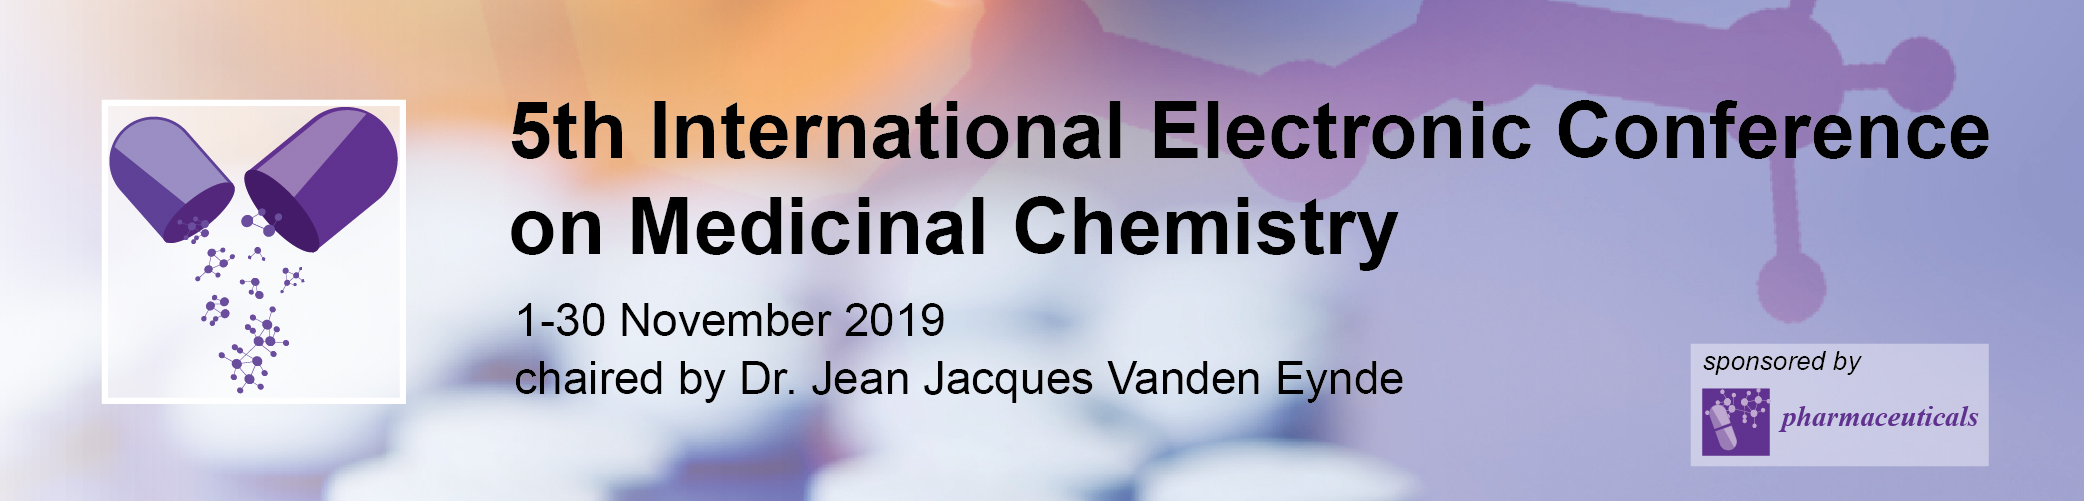 5th International Electronic Conference
on Medicinal Chemistry
1-30 November 2019
chaired by Dr. Jean Jacques Vanden Eynde
sponsored by
pharmaceuticals